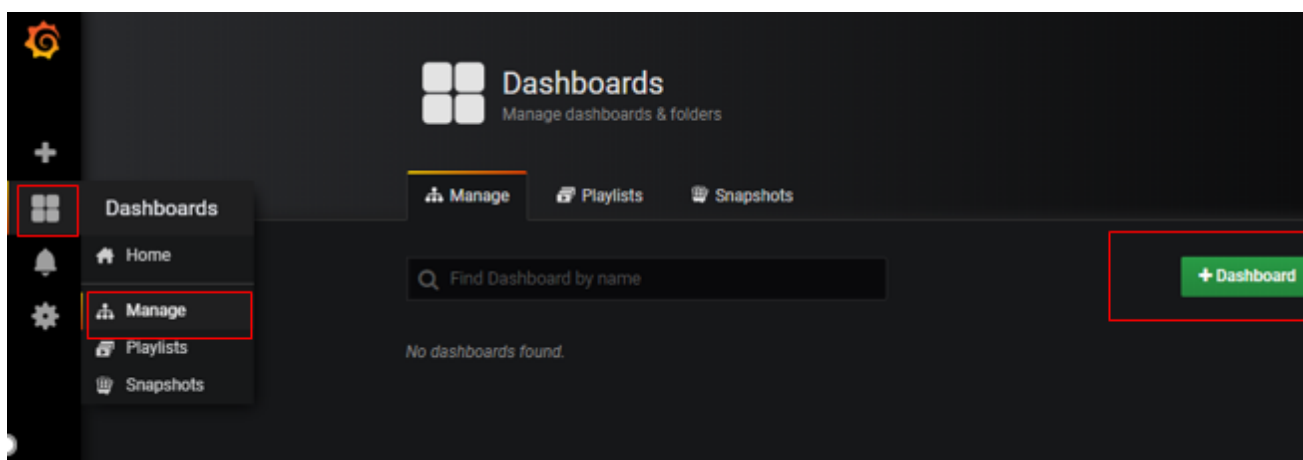 Dashboards
Manage dashboards & folders
Manage
Playlists
Snapshots
Dashboards
Home
Manage
Playlists
Snapshots
Find Dashboard by name
+ Dashboard
No dashboards found.